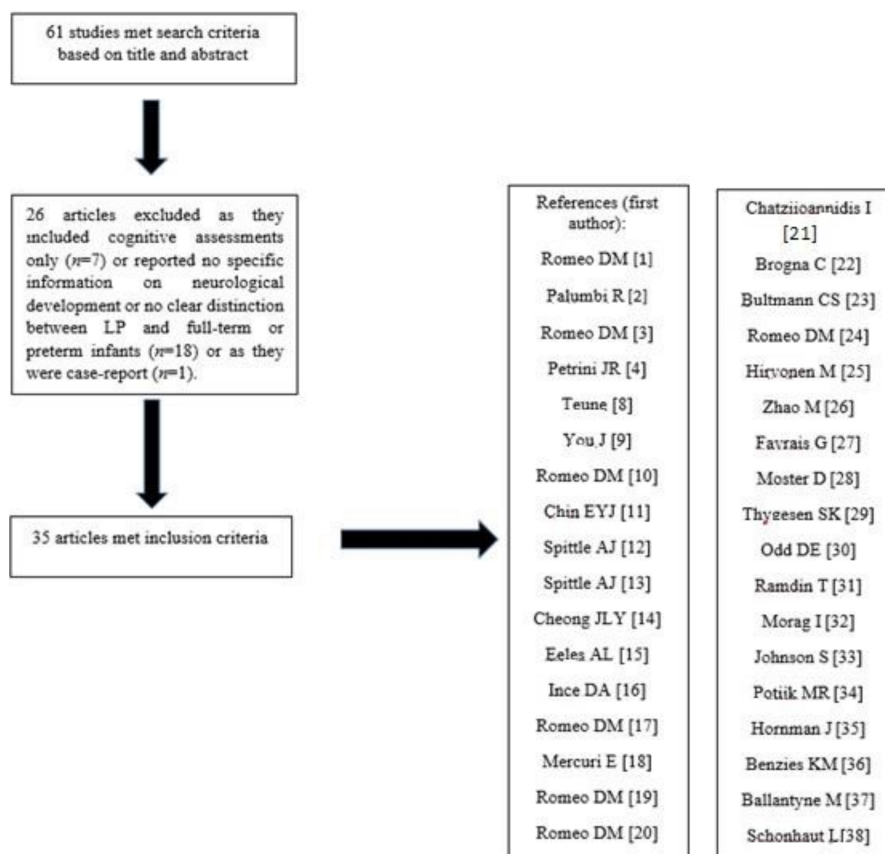 61 studies met search criteria
based on title and abstract
26 articles excluded as they
included cognitive assessments
only (n=7) or reported no specific
information on neurological
development or no clear distinction
between LP and full-term or
preterm infants (n=18) or as they
were case-report (n=1).
35 articles met inclusion criteria
References (first
author):
Romeo DM [1]
Palumbi R [2]
Romeo DM [3]
Petrini JR [4]
Teune [8]
You J [9]
Romeo DM [10]
Chin EYJ [11]
Spittle AJ [12]
Spittle AJ [13]
Cheong JLY [14]
Eeles AL [15]
Ince DA [16]
Romeo DM [17]
Mercuri E [18]
Romeo DM [19]
Romeo DM [20]
Chatziioannidis I
[21]
Brogna C [22]
Bultmann CS [23]
Romeo DM [24]
Hirvonen M [25]
Zhao M [26]
Favrais G [27]
Moster D [28]
Thygesen SK [29]
Odd DE [30]
Ramdin T [31]
Morag I [32]
Johnson S [33]
Potijk MR [34]
Hornman J [35]
Benzies KM [36]
Ballantyne M [37]
Schonhaut L[38]